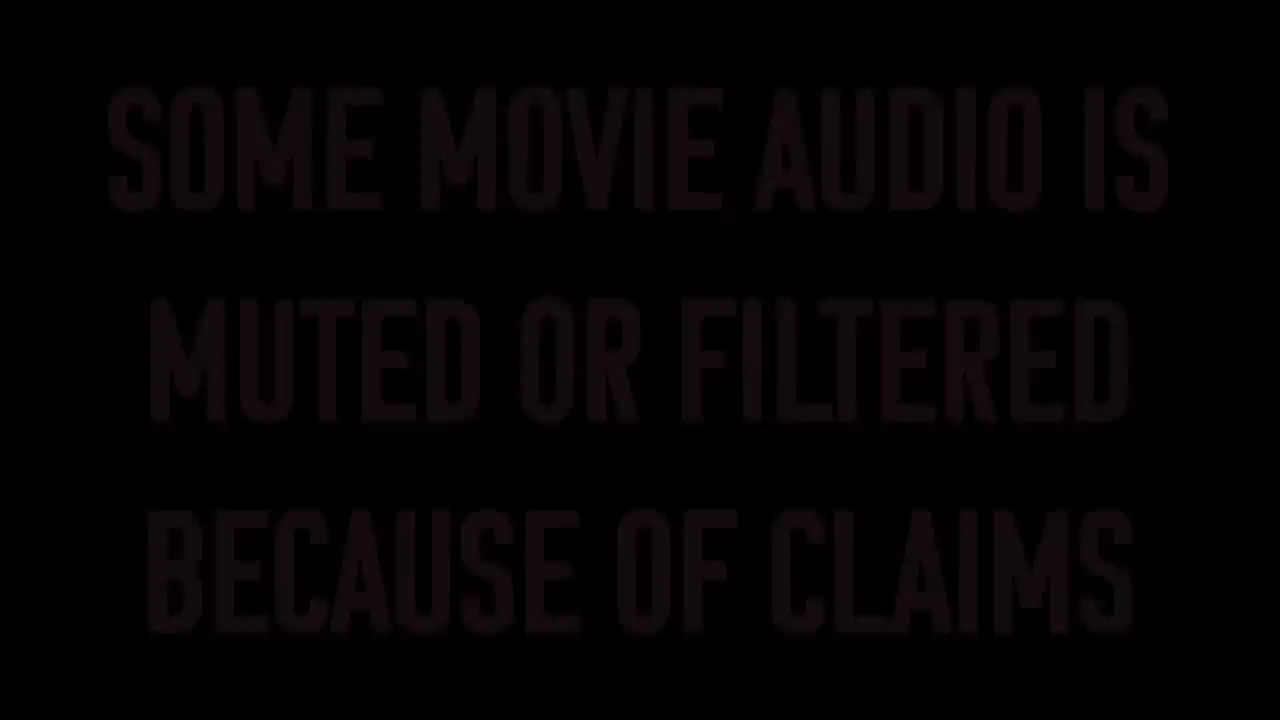 SOME MOVIE AUDIO IS
MUTED OR FILTERED
BECAUSE OF CLAIMS